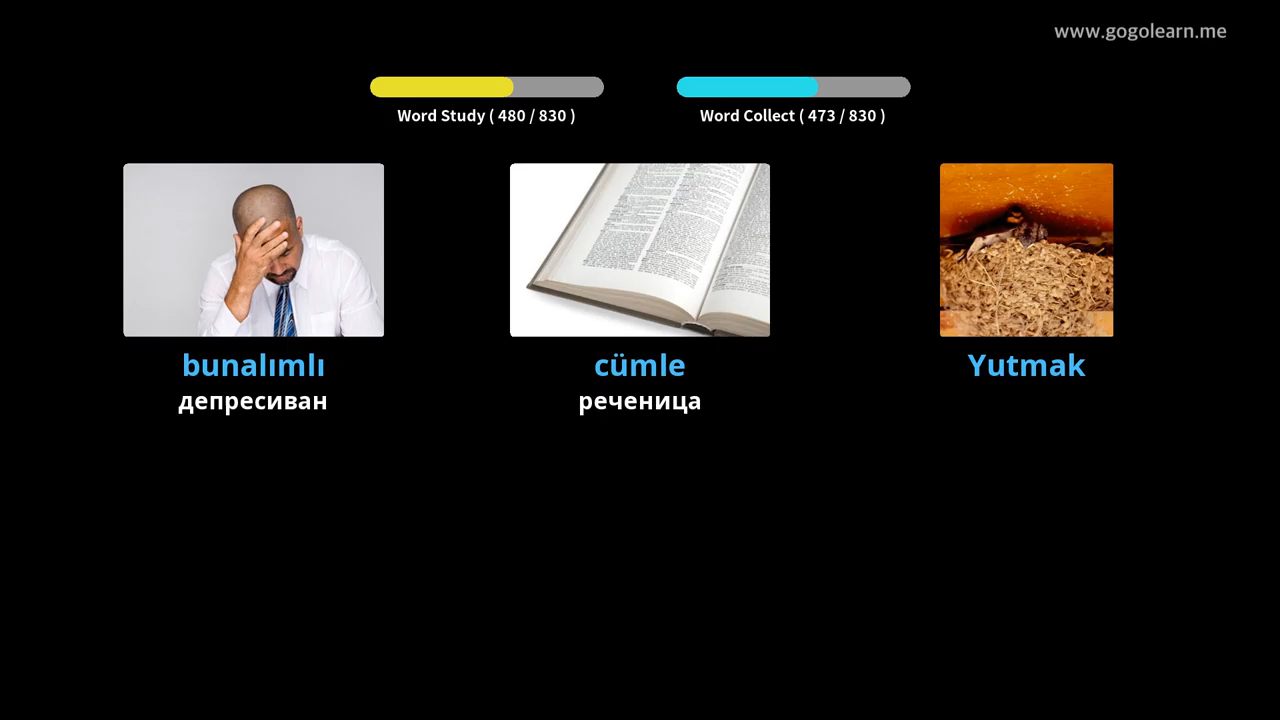 www.gogolearn.me
Word Study ( 480 / 830 )
Word Collect ( 473 / 830 )
bunalımlı
депресиван
cümle
реченица
Yutmak